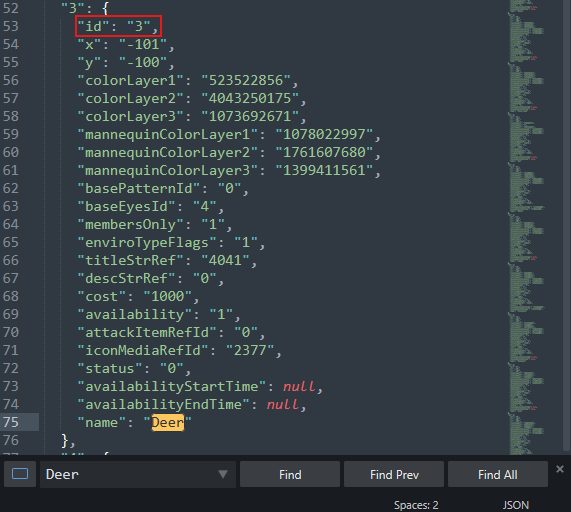 52 "3": {
53 "id": "3",
54 "x": "-101",
55 "y": "-100",
56 "colorLayer1": "523522856",
57 "colorLayer2": "4043250175",
58 "colorLayer3": "1073692671",
59 "mannequinColorLayer1": "1078022997",
60 "mannequinColorLayer2": "1761607680",
61 "mannequinColorLayer3": "1399411561",
62 "basePatternId": "0",
63 "baseEyesId": "4",
64 "membersOnly": "1",
65 "enviroTypeFlags": "1",
66 "titleStrRef": "4041",
67 "descStrRef": "0",
68 "cost": "1000",
69 "availability": "1",
70 "attackItemRefId": "0",
71 "iconMediaRefId": "2377",
72 "status": "0",
73 "availabilityStartTime": null,
74 "availabilityEndTime": null,
75 "name": "Deer"
76 },
77 "4": {
Deer Find Find Prev Find All ×
Spaces: 2 JSON